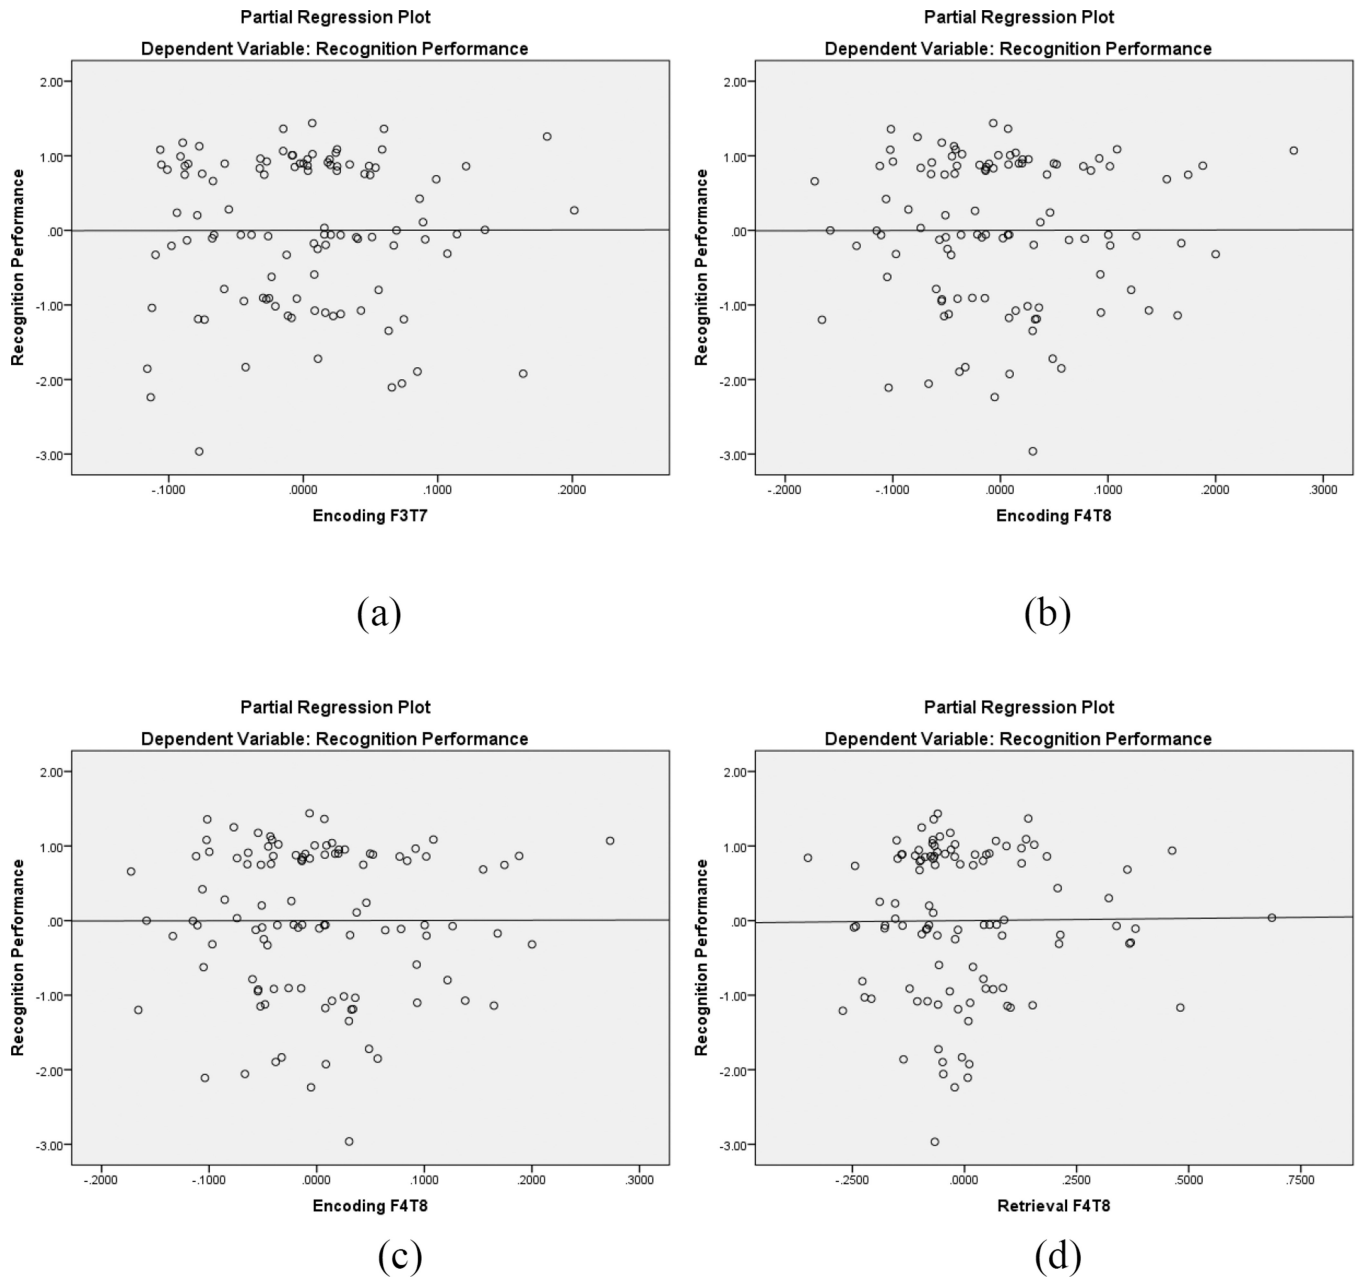 Partial Regression Plot
Dependent Variable: Recognition Performance
Recognition Performance
2.00
1.00
.00
-1.00
-2.00
-3.00
-.1000 .0000 .1000 .2000
Encoding F3T7
(a)
Partial Regression Plot
Dependent Variable: Recognition Performance
Recognition Performance
2.00
1.00
.00
-1.00
-2.00
-3.00
-.2000 -.1000 .0000 .1000 .2000 .3000
Encoding F4T8
(b)
Partial Regression Plot
Dependent Variable: Recognition Performance
Recognition Performance
2.00
1.00
.00
-1.00
-2.00
-3.00
-.2000 -.1000 .0000 .1000 .2000 .3000
Encoding F4T8
(c)
Partial Regression Plot
Dependent Variable: Recognition Performance
Recognition Performance
2.00
1.00
.00
-1.00
-2.00
-3.00
-.2500 .0000 .2500 .5000 .7500
Retrieval F4T8
(d)